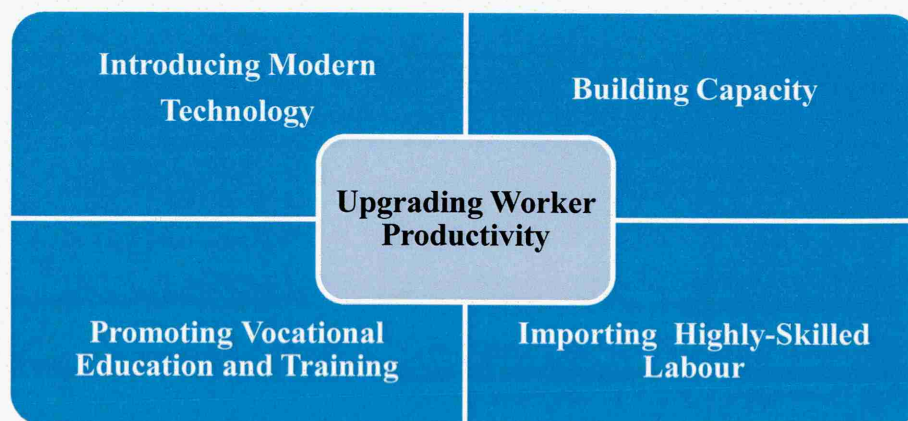 Introducing Modern
Technology
Building Capacity
Upgrading Worker
Productivity
Promoting Vocational
Education and Training
Importing Highly-Skilled
Labour